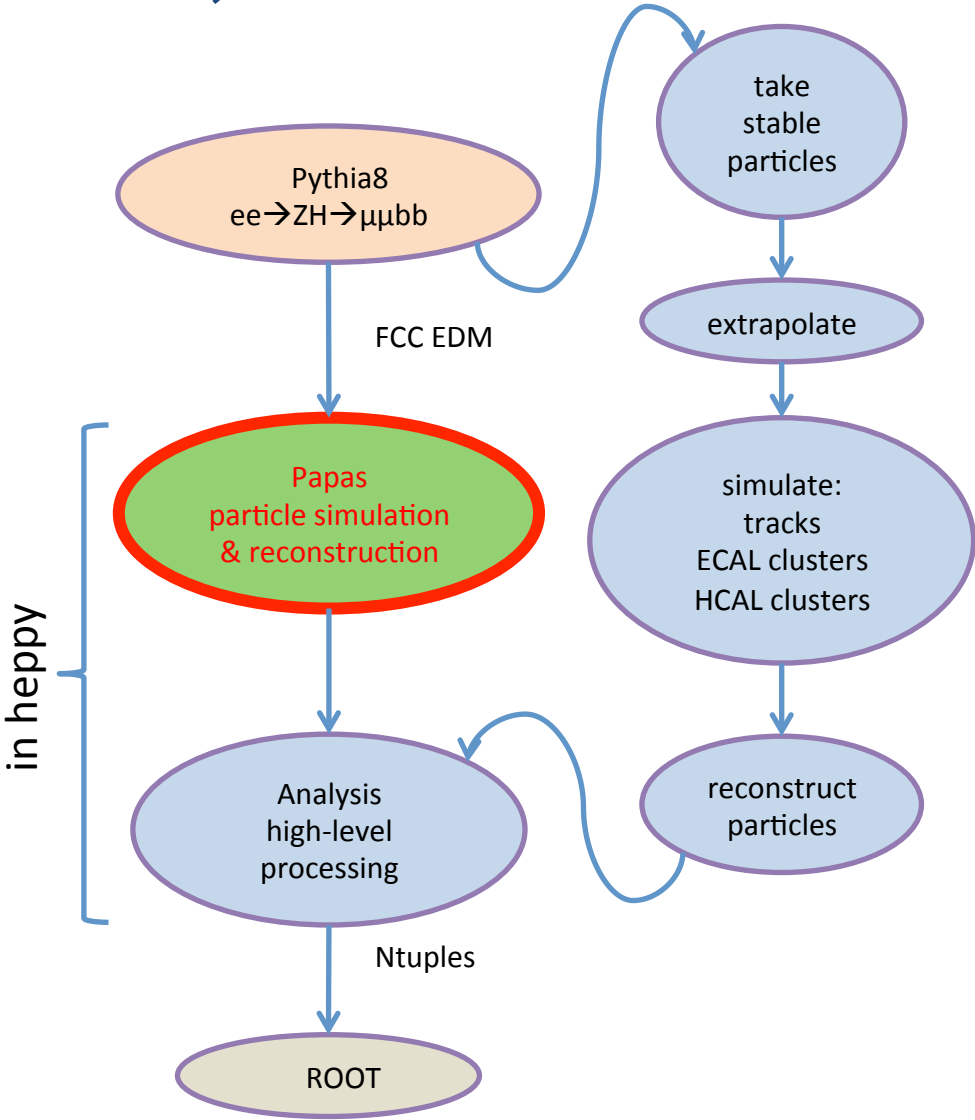 take
stable
particles
Pythia8
ee→ZH→μμbb
extrapolate
FCC EDM
Papas
particle simulation
& reconstruction
simulate:
tracks
ECAL clusters
HCAL clusters
in heppy
Analysis
high-level
processing
reconstruct
particles
Ntuples
ROOT